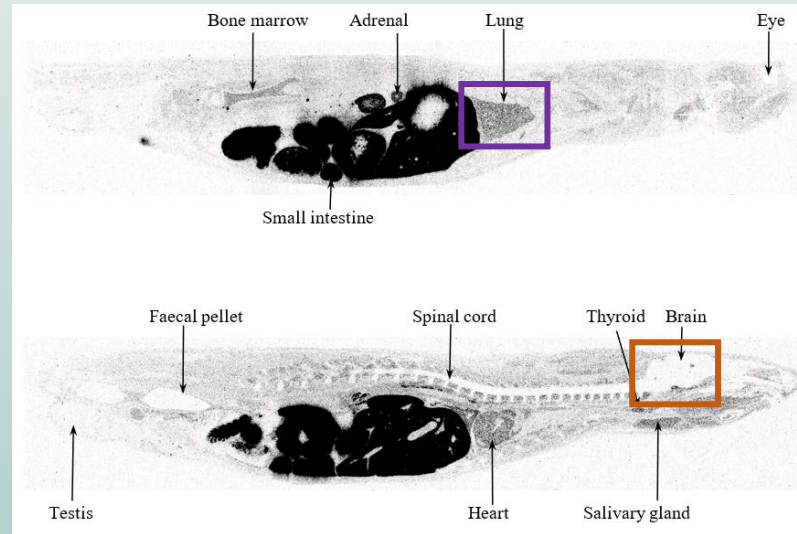 Bone marrow Adrenal Lung Eye
Small intestine
Faecal pellet Spinal cord Thyroid Brain
Testis Heart Salivary gland